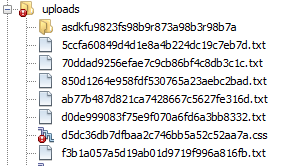 uploads
asdkfu9823fs98b9r873a98b3r98b7a
5ccfa60849d4d1e8a4b224dc19c7eb7d.txt
70ddad9256efae7c9cb86bf4c8db3c1c.txt
850d1264e958fdf530765a23aebc2bad.txt
ab77b487d821ca7428667c5627fe316d.txt
d0de999083f75e9f070a6fd6a3bb8332.txt
d5dc36db7dfbaa2c746bb5a52c52aa7a.css
f3b1a057a5d19ab01d9719f996a816fb.txt